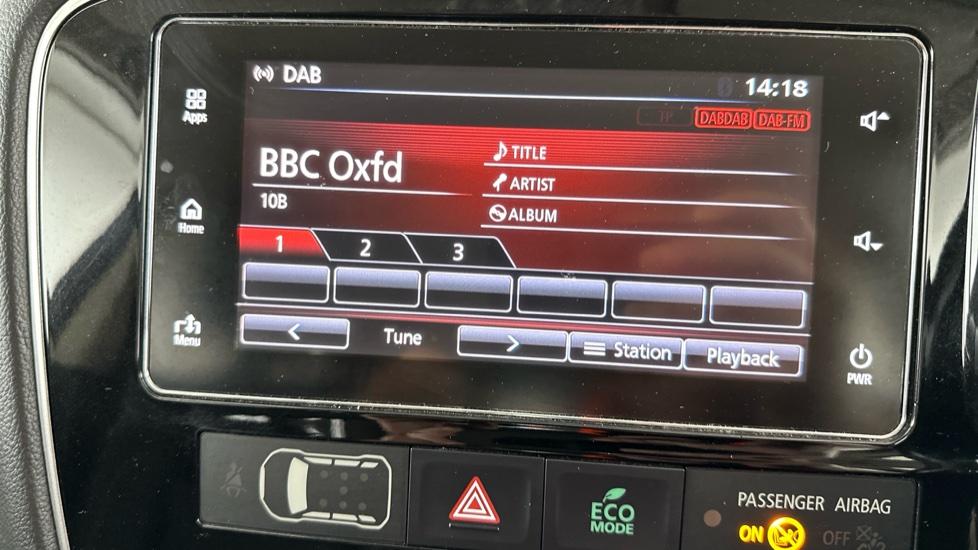 DAB
14:18
TP DABDAB DAB-FM
Apps
BBC Oxfd
TITLE
ARTIST
10B
ALBUM
Home
1 2 3
Menu
< Tune > Station Playback
PWR
ECO
MODE
PASSENGER AIRBAG
ON OFF